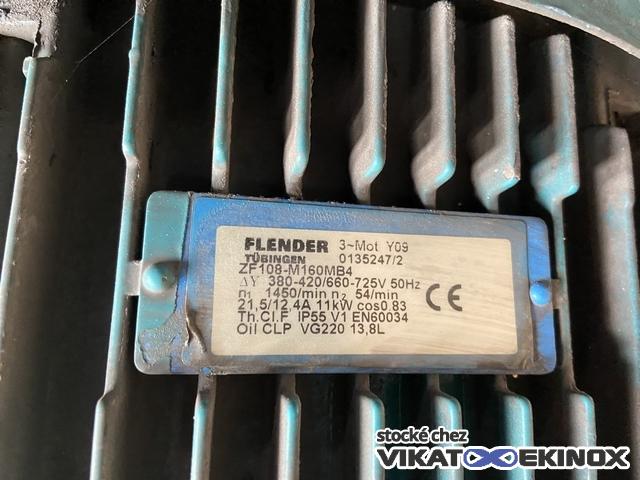 FLENDER 3~Mot Y09
TÜBINGEN 0135247/2
ZF108-M160MB4
ΔY 380-420/660-725V 50Hz
n₁ 1450/min n₂ 54/min
21,5/12,4A 11kW cos0.83
Th.Cl.F IP55 V1 EN60034
Oil CLP VG220 13,8L
CE
stocké chez
VIKAT EKINOX